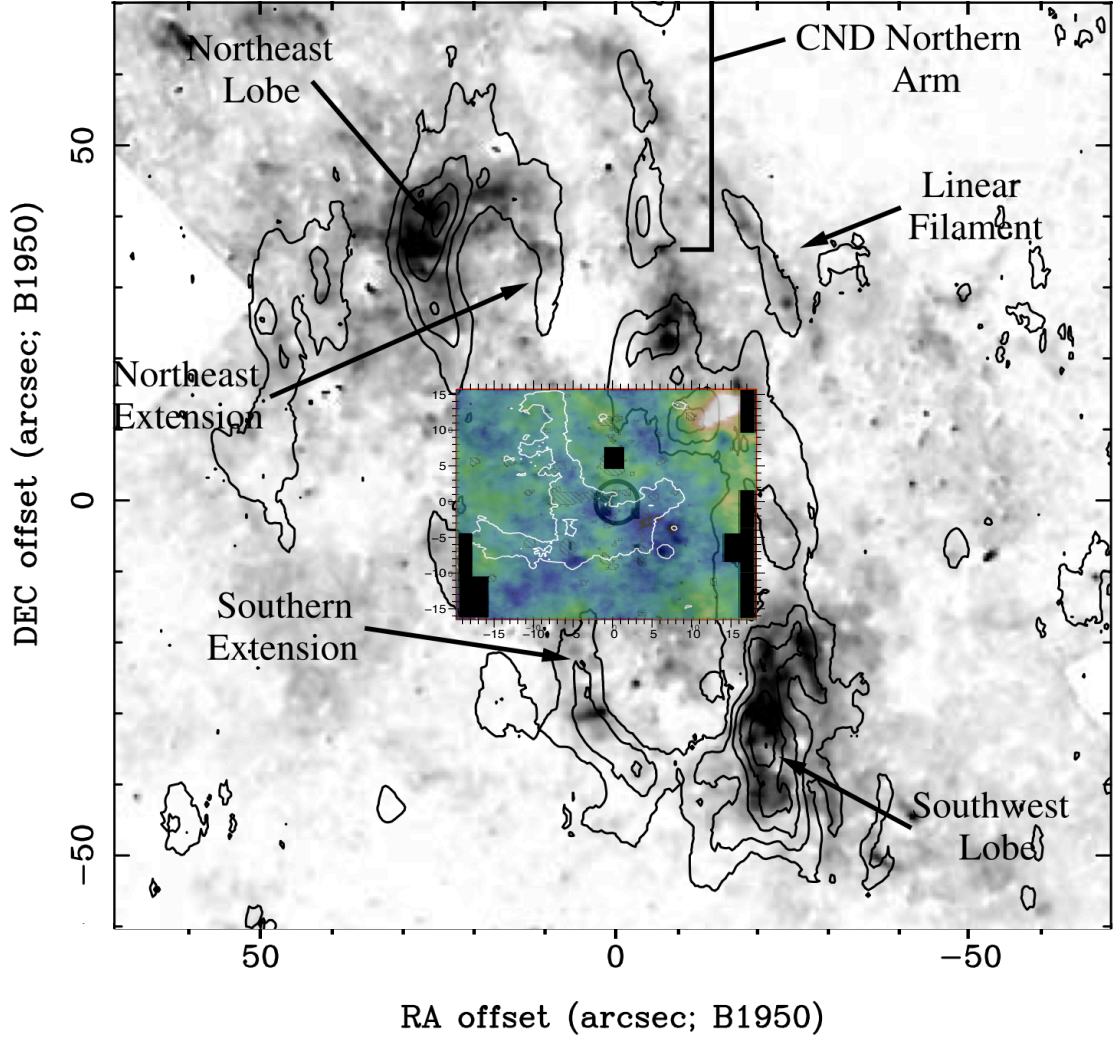 Northeast
Lobe
CND Northern
Arm
Linear
Filament
Northeast
Extension
Southern
Extension
Southwest
Lobe
DEC offset (arcsec; B1950)
50
0
−50
15
10
5
0
−5
−10
−15
−15 −10 5 0 5 10 15
50 0 −50
RA offset (arcsec; B1950)